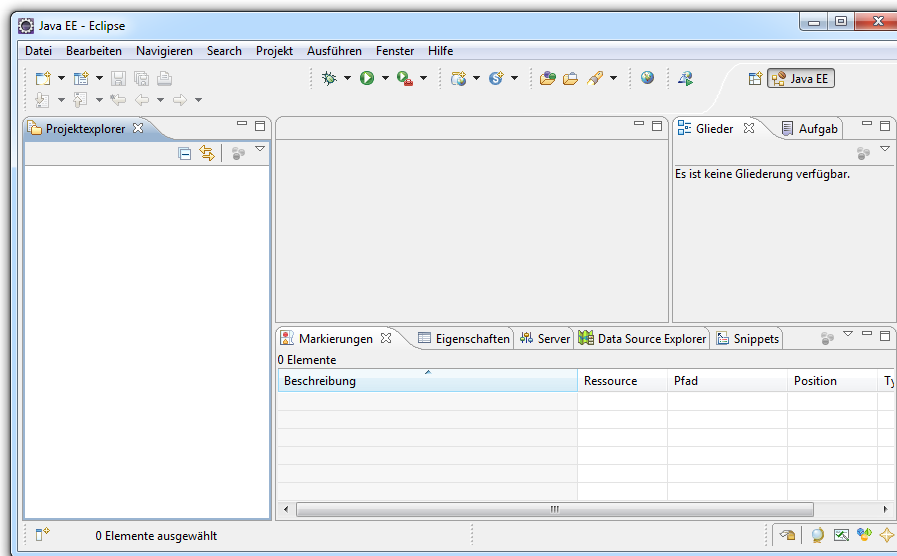 Java EE - Eclipse
Datei Bearbeiten Navigieren Search Projekt Ausführen Fenster Hilfe
Java EE
Projektexplorer
Glieder Aufgab
Es ist keine Gliederung verfügbar.
Markierungen Eigenschaften Server Data Source Explorer Snippets
0 Elemente
Beschreibung Ressource Pfad Position Ty
0 Elemente ausgewählt